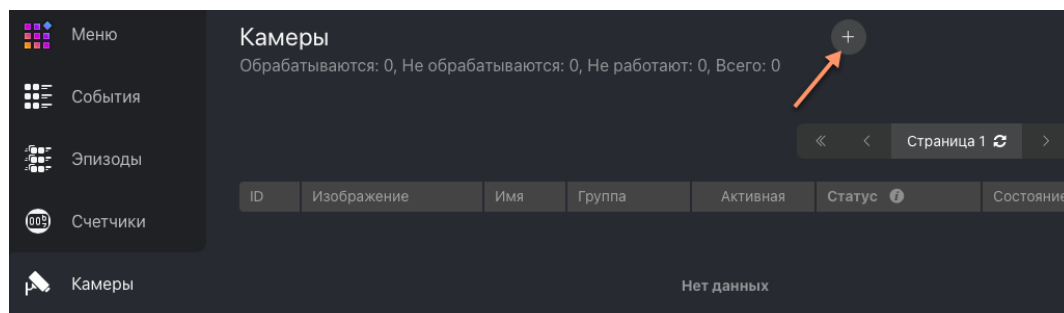 Меню
События
Эпизоды
Счетчики
Камеры
Камеры
Обрабатываются: 0, Не обрабатываются: 0, Не работают: 0, Всего: 0
Страница 1
ID Изображение Имя Группа Активная Статус Состояние
Нет данных